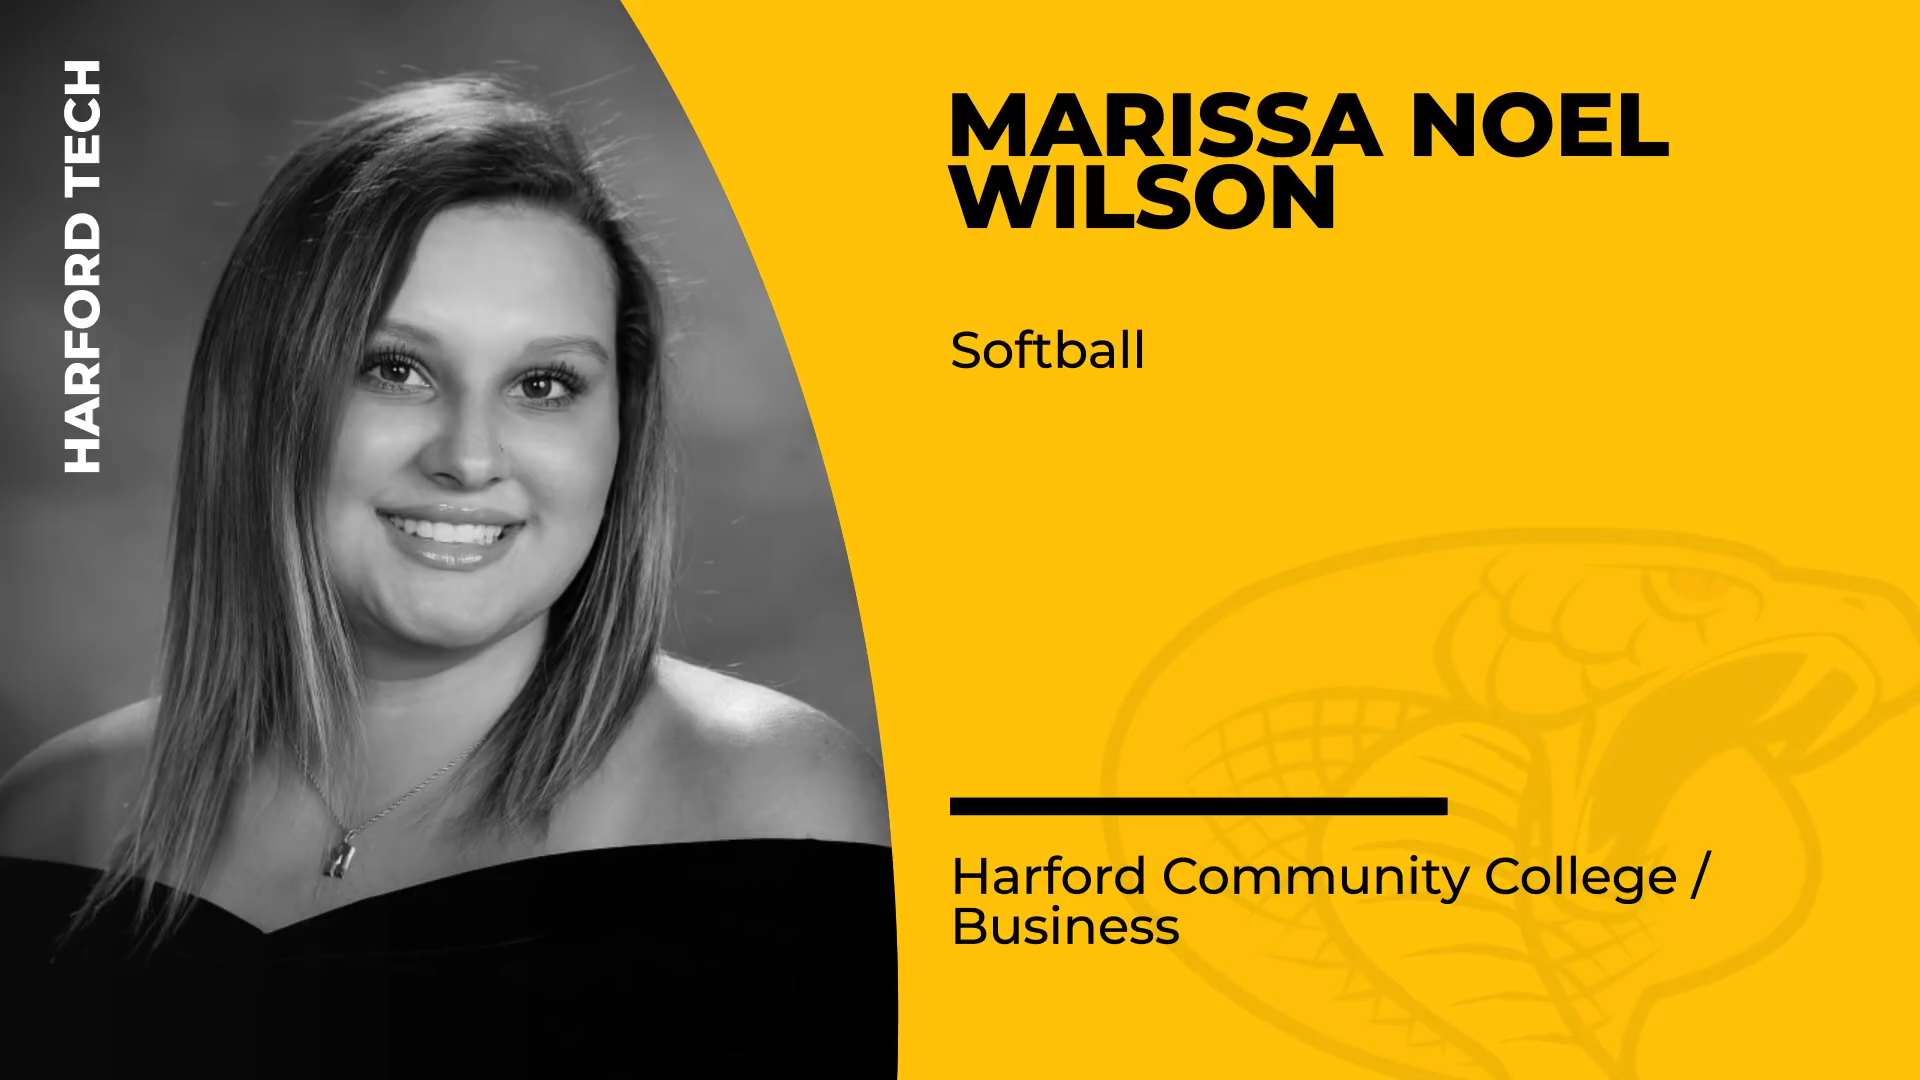 HARFORD TECH
MARISSA NOEL
WILSON
Softball
Harford Community College /
Business